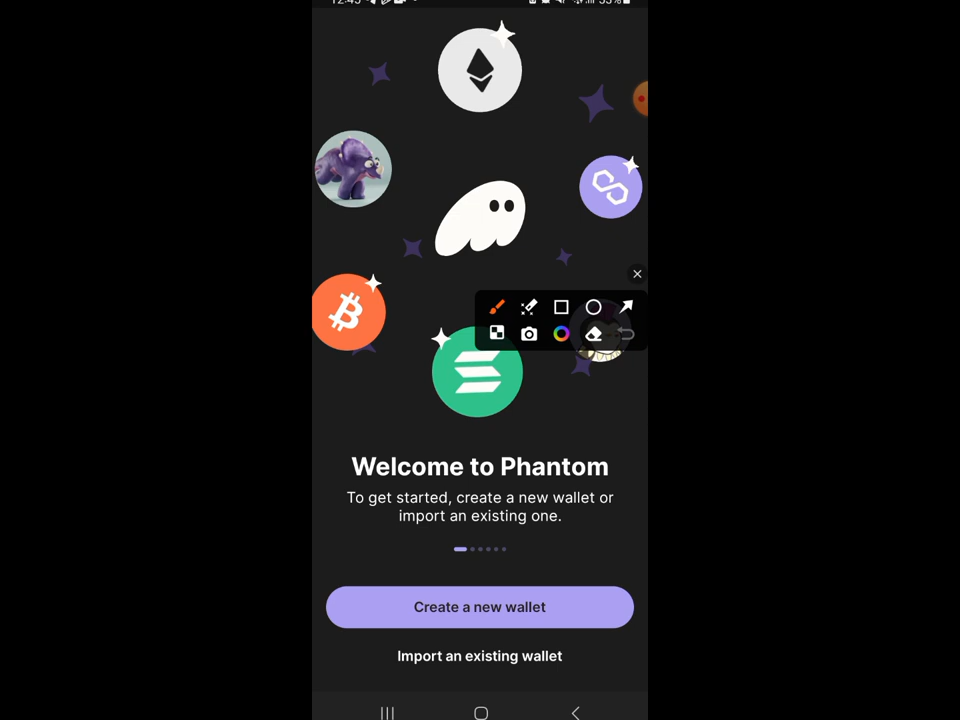 Welcome to Phantom
To get started, create a new wallet or
import an existing one.
Create a new wallet
Import an existing wallet